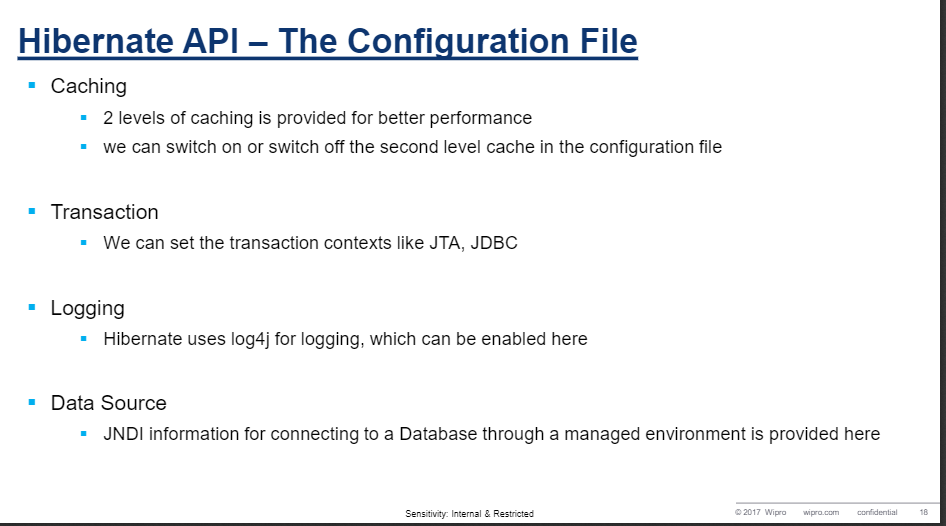 Hibernate API – The Configuration File
Caching
2 levels of caching is provided for better performance
we can switch on or switch off the second level cache in the configuration file
Transaction
We can set the transaction contexts like JTA, JDBC
Logging
Hibernate uses log4j for logging, which can be enabled here
Data Source
JNDI information for connecting to a Database through a managed environment is provided here
Sensitivity: Internal & Restricted
© 2017 Wipro wipro.com confidential 18